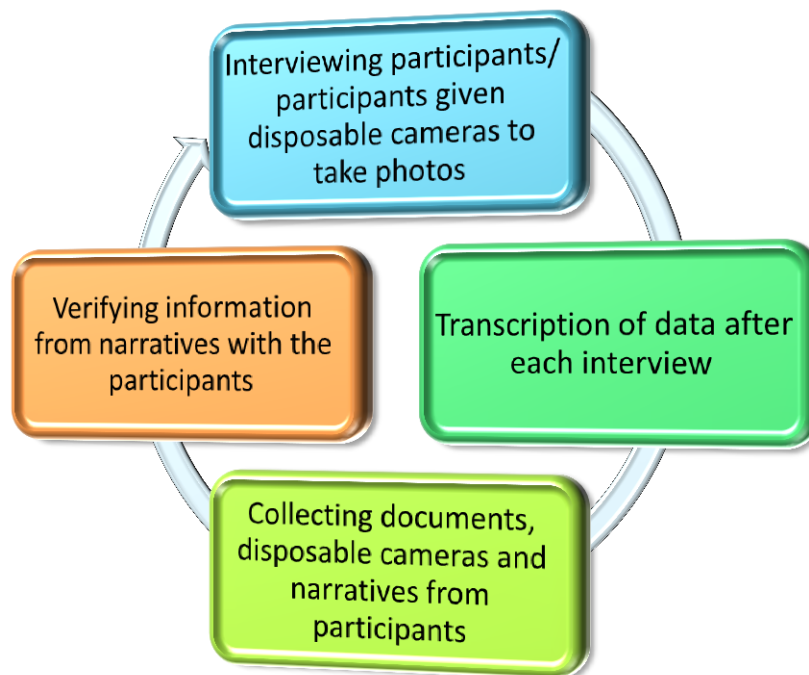 Interviewing participants/
participants given
disposable cameras to
take photos
Transcription of data after
each interview
Collecting documents,
disposable cameras and
narratives from
participants
Verifying information
from narratives with the
participants